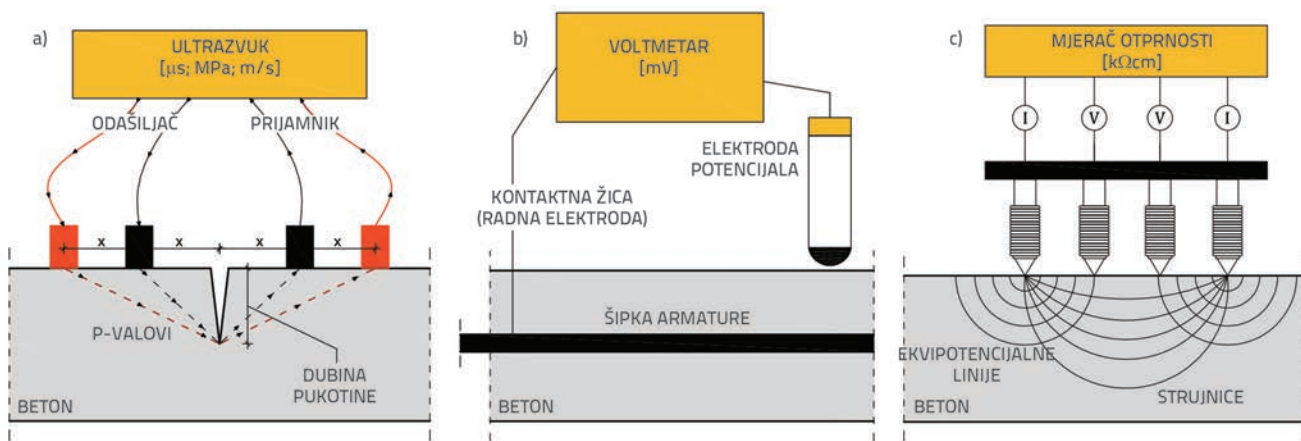 a)
ULTRAZVUK
[µs; MPa; m/s]
ODAŠILJAČ
PRIJAMNIK
x
x
x
x
P-VALOVI
DUBINA
PUKOTINE
BETON
b)
VOLTMETAR
[mV]
ELEKTRODA
POTENCIJALA
KONTAKTNA ŽICA
(RADNA ELEKTRODA)
ŠIPKA ARMATURE
BETON
c)
MJERAČ OTPRNOSTI
[kΩcm]
I
V
V
I
EKVIPOTENCIJALNE
LINIJE
STRUJNICE
BETON